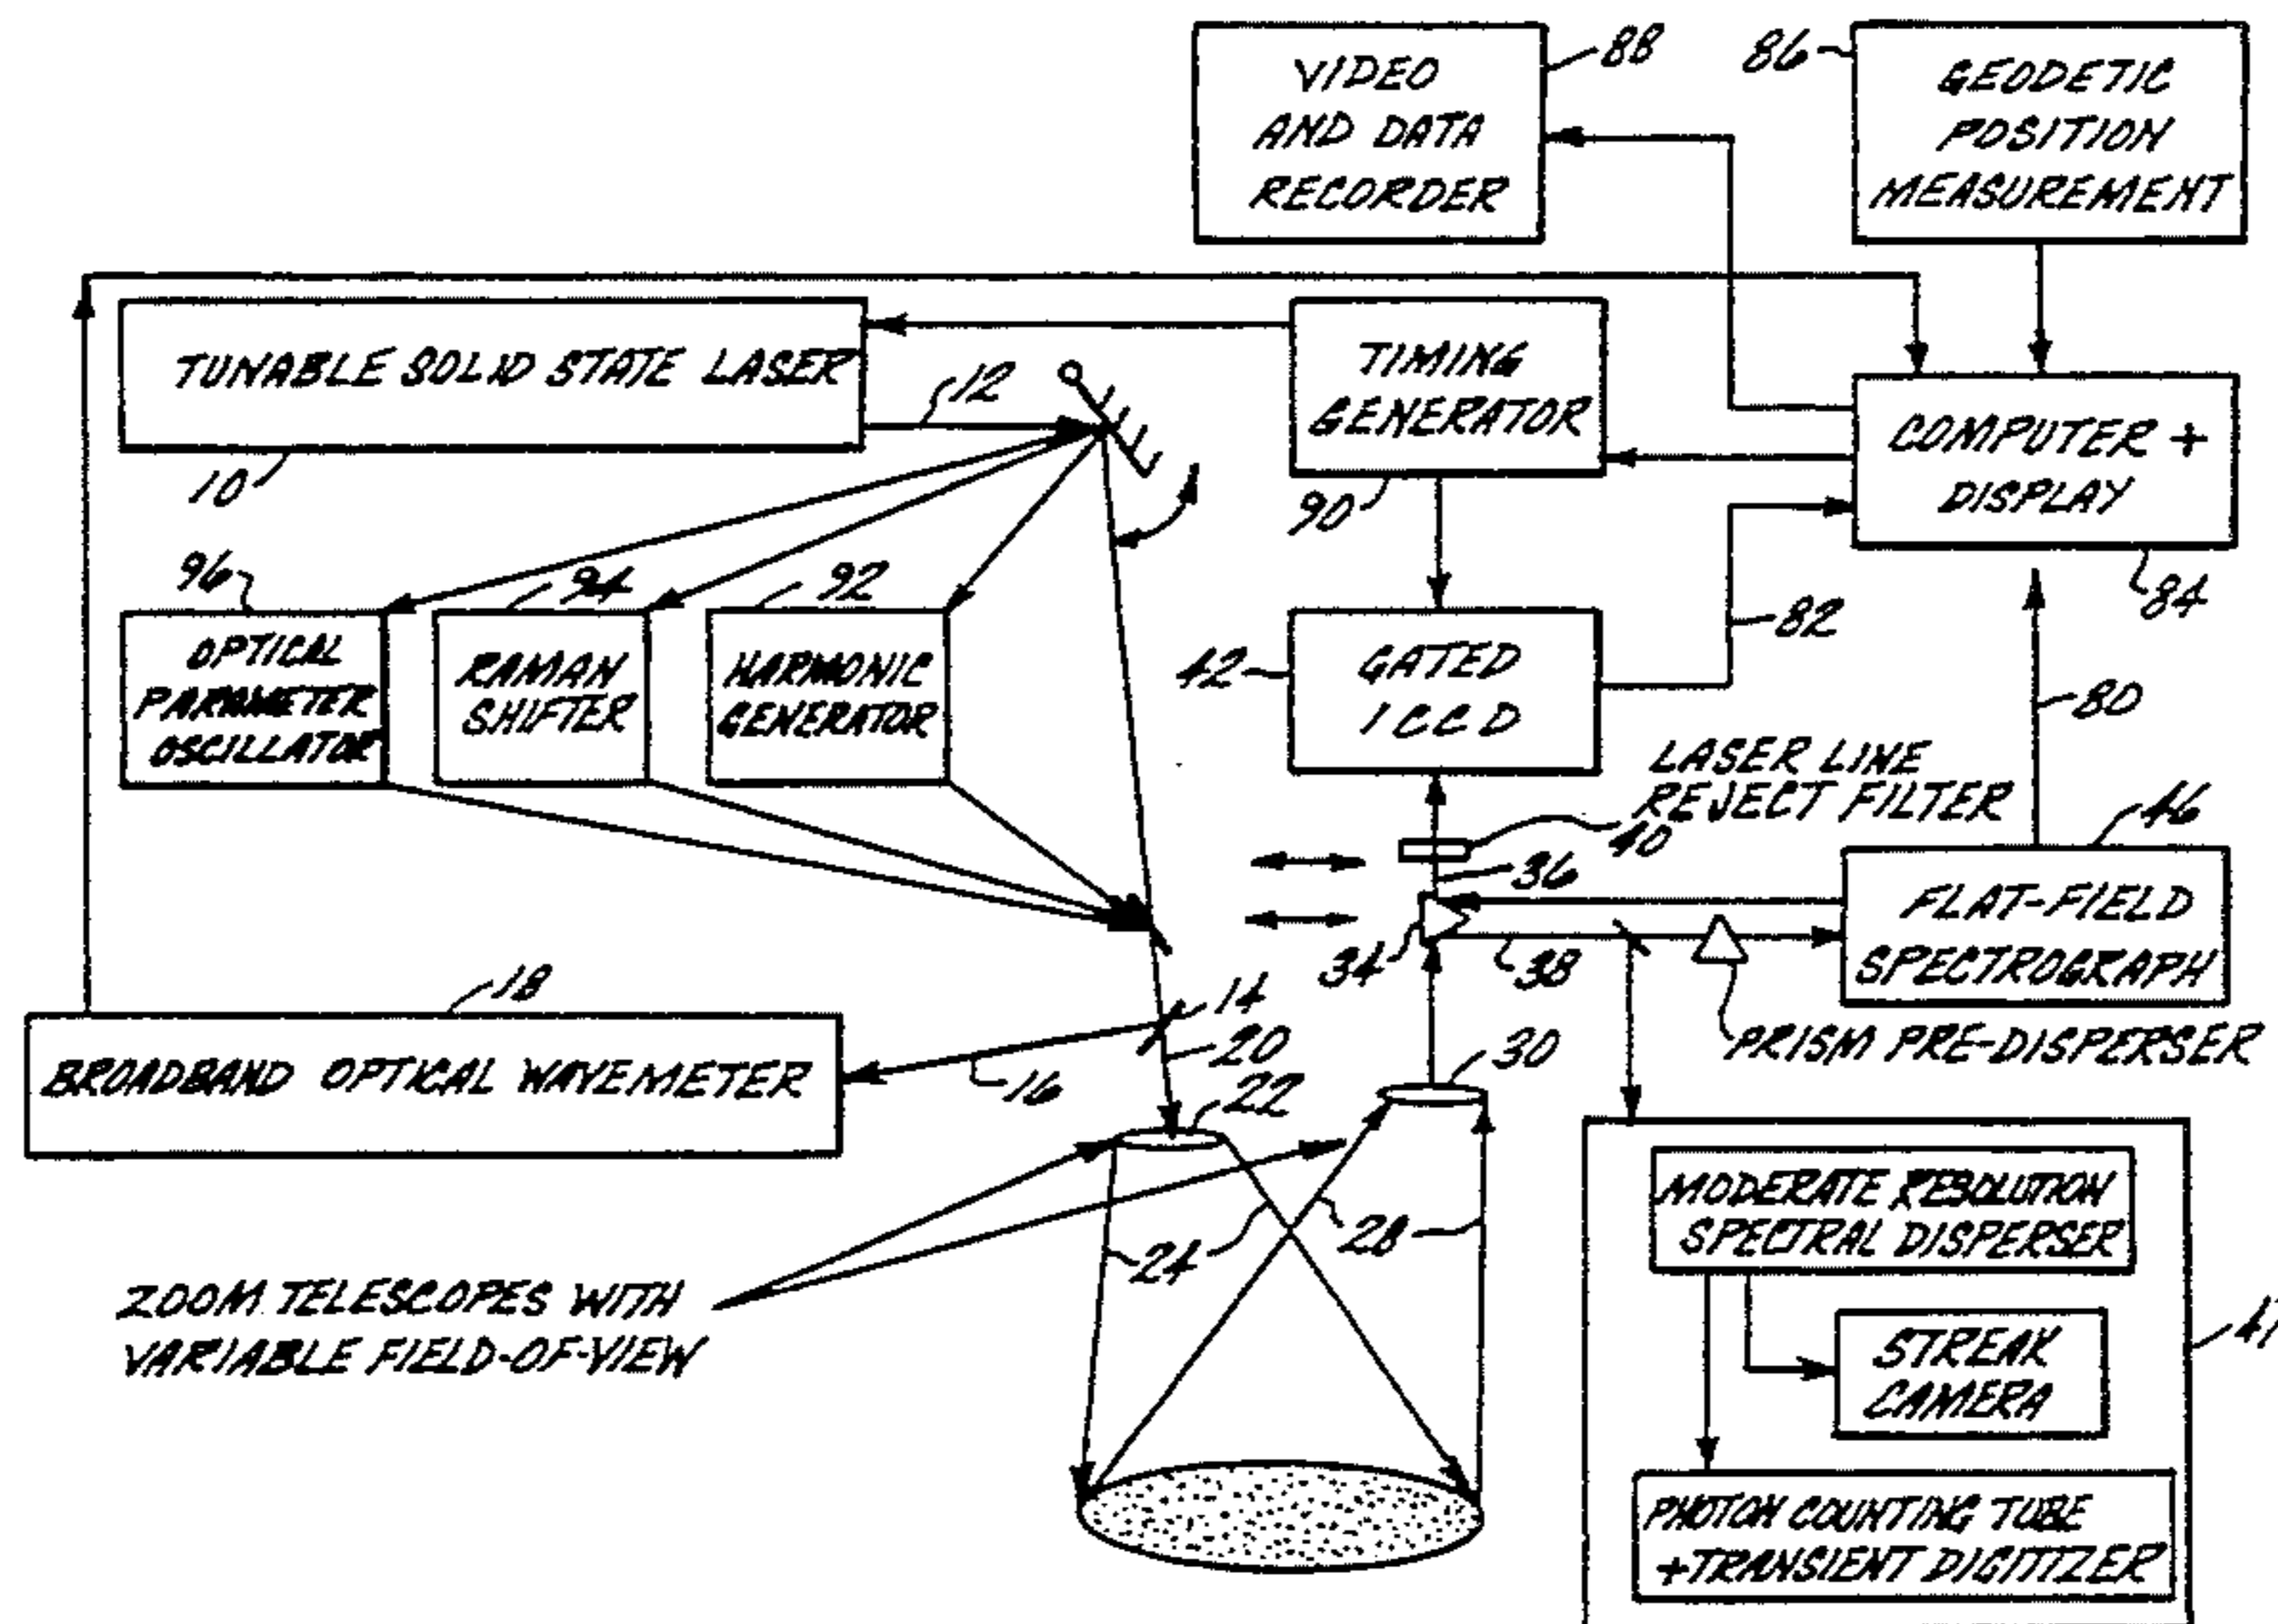 VIDEO
AND DATA
RECORDER
88
86
GEODETIC
POSITION
MEASUREMENT
TUNABLE SOLID STATE LASER
10
12
TIMING
GENERATOR
90
COMPUTER +
DISPLAY
84
96
OPTICAL
PARAMETER
OSCILLATOR
94
RAMAN
SHIFTER
92
HARMONIC
GENERATOR
42
GATED
ICCD
82
80
LASER LINE
REJECT FILTER
40
36
34
38
46
FLAT-FIELD
SPECTROGRAPH
PRISM PRE-DISPERSER
18
BROADBAND OPTICAL WAVEMETER
14
16
20
22
30
24
28
ZOOM TELESCOPES WITH
VARIABLE FIELD-OF-VIEW
MODERATE RESOLUTION
SPECTRAL DISPERSER
STREAK
CAMERA
PHOTON COUNTING TUBE
+TRANSIENT DIGITIZER